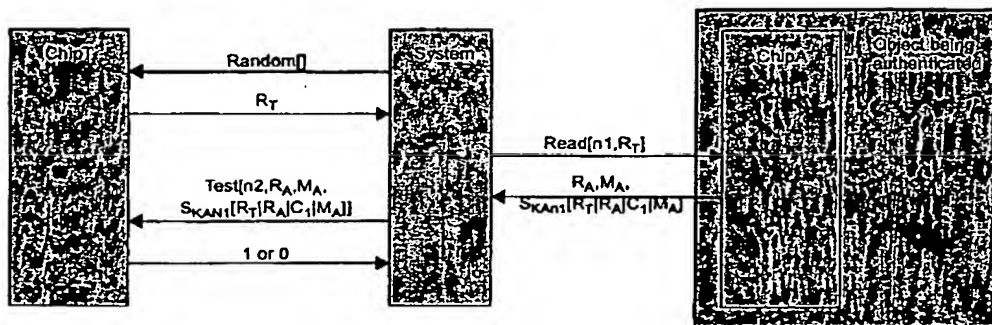 ChipT
System
ChipA
Object being
authenticated
Random[]
R_T
Read[n1,R_T]
R_A,M_A,
S_KAn1[R_T|R_A|C_1|M_A]
Test[n2,R_A,M_A,
S_KAN1[R_T|R_A|C_1|M_A]]
1 or 0